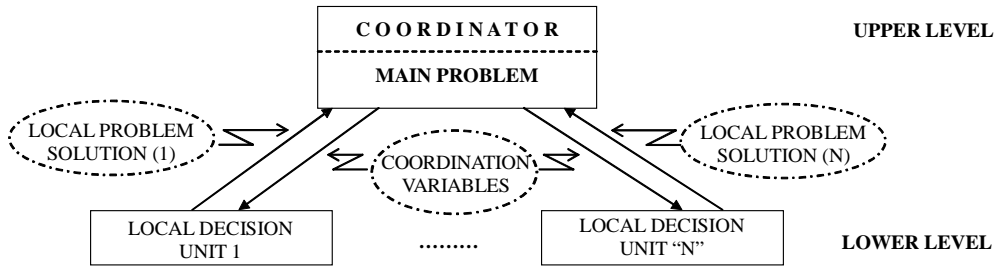 C O O R D I N A T O R
UPPER LEVEL
MAIN PROBLEM
LOCAL PROBLEM
SOLUTION (1)
COORDINATION
VARIABLES
LOCAL PROBLEM
SOLUTION (N)
LOCAL DECISION
UNIT 1
.........
LOCAL DECISION
UNIT “N”
LOWER LEVEL